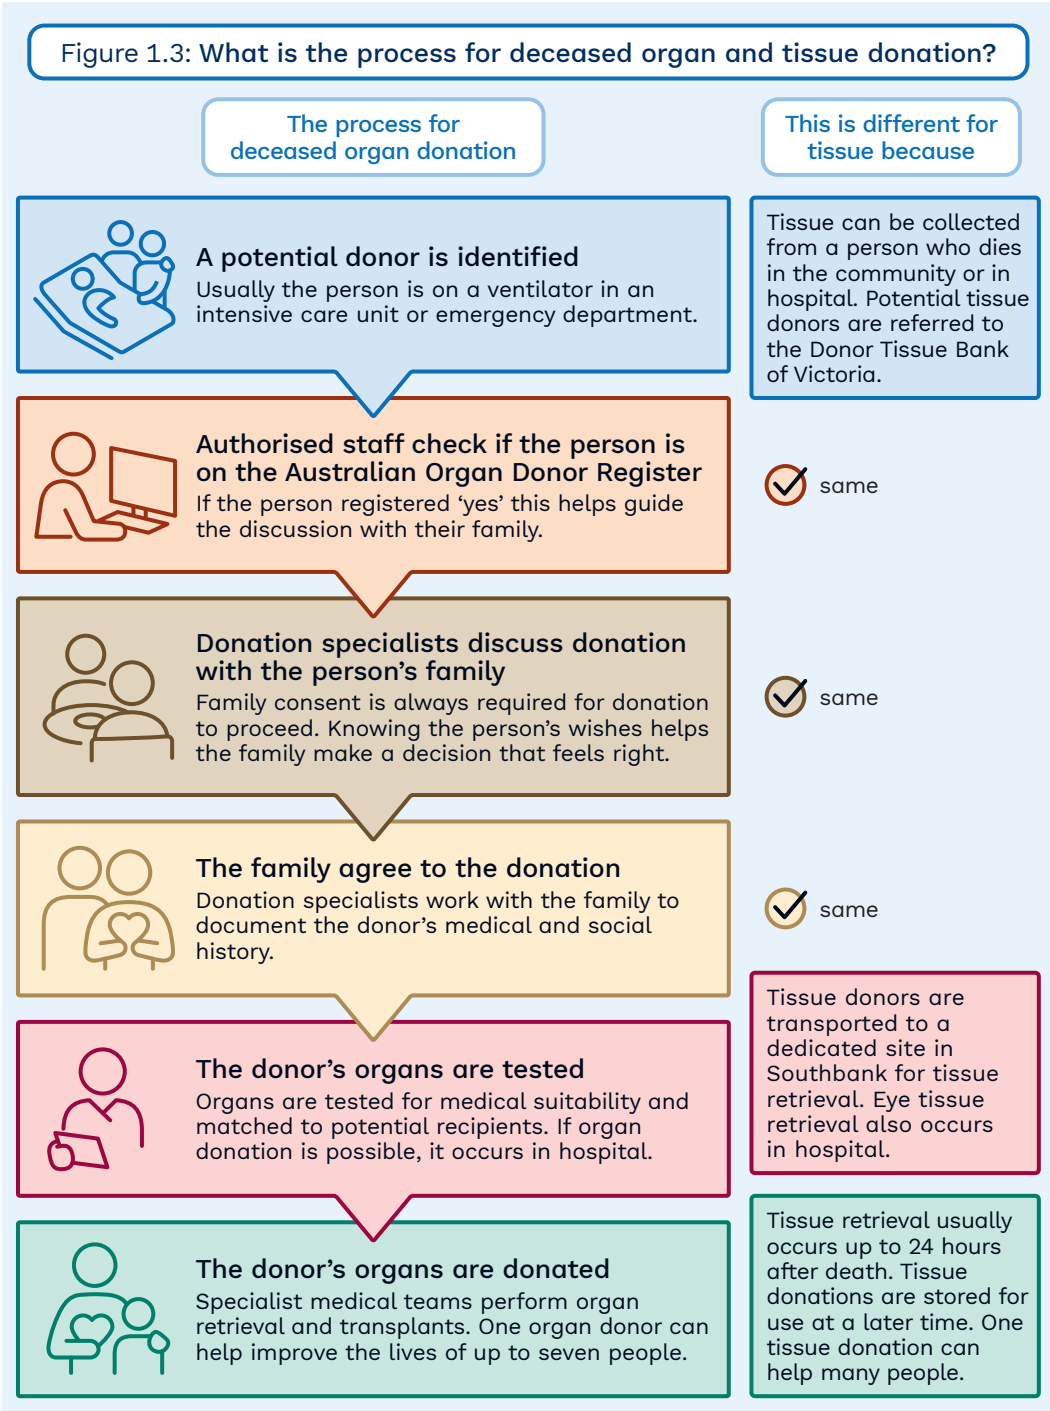 Figure 1.3: What is the process for deceased organ and tissue donation?
The process for
deceased organ donation
This is different for
tissue because
A potential donor is identified
Usually the person is on a ventilator in an
intensive care unit or emergency department.
Tissue can be collected
from a person who dies
in the community or in
hospital. Potential tissue
donors are referred to
the Donor Tissue Bank
of Victoria.
Authorised staff check if the person is
on the Australian Organ Donor Register
If the person registered ‘yes’ this helps guide
the discussion with their family.
same
Donation specialists discuss donation
with the person’s family
Family consent is always required for donation
to proceed. Knowing the person’s wishes helps
the family make a decision that feels right.
same
The family agree to the donation
Donation specialists work with the family to
document the donor’s medical and social
history.
same
The donor’s organs are tested
Organs are tested for medical suitability and
matched to potential recipients. If organ
donation is possible, it occurs in hospital.
Tissue donors are
transported to a
dedicated site in
Southbank for tissue
retrieval. Eye tissue
retrieval also occurs
in hospital.
The donor’s organs are donated
Specialist medical teams perform organ
retrieval and transplants. One organ donor can
help improve the lives of up to seven people.
Tissue retrieval usually
occurs up to 24 hours
after death. Tissue
donations are stored for
use at a later time. One
tissue donation can
help many people.